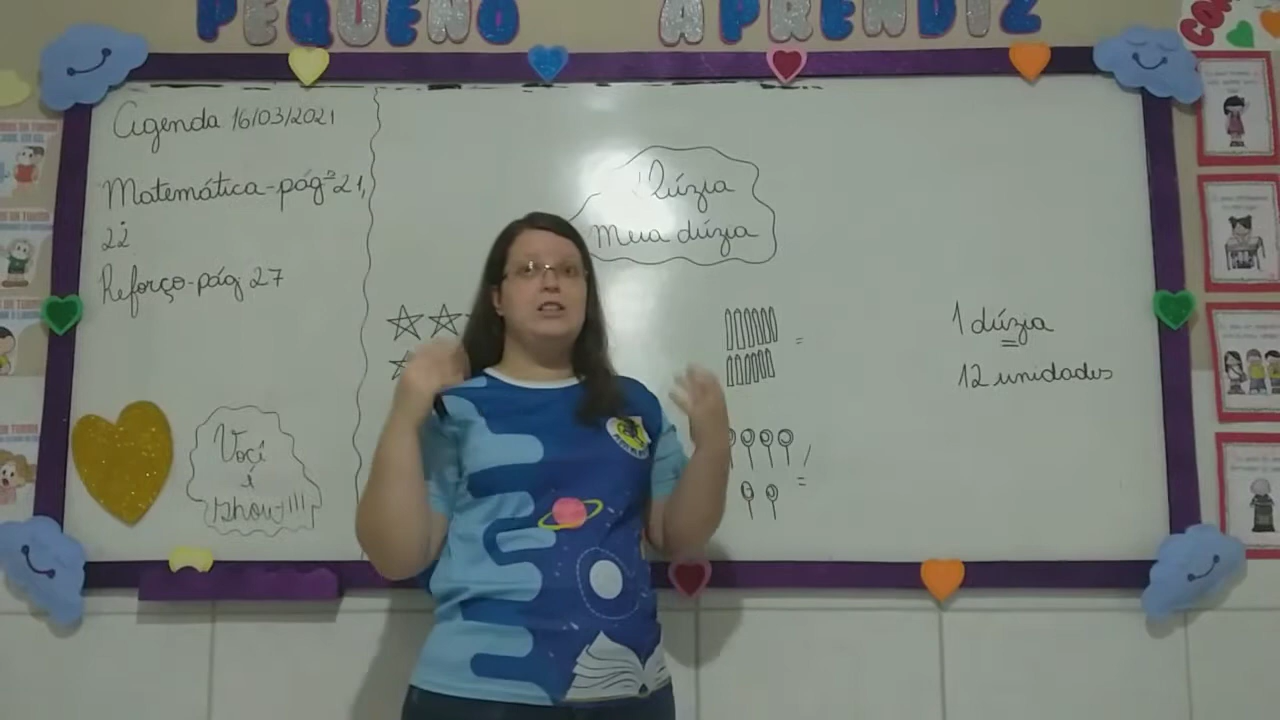 PEQUENO APRENDIZ
Agenda 16/03/2021
Matemática - págs 21,
22
Reforço - pág 27
Você
é
Show!!!
Dúzia
Meia dúzia
=
1 dúzia
12 unidades
=